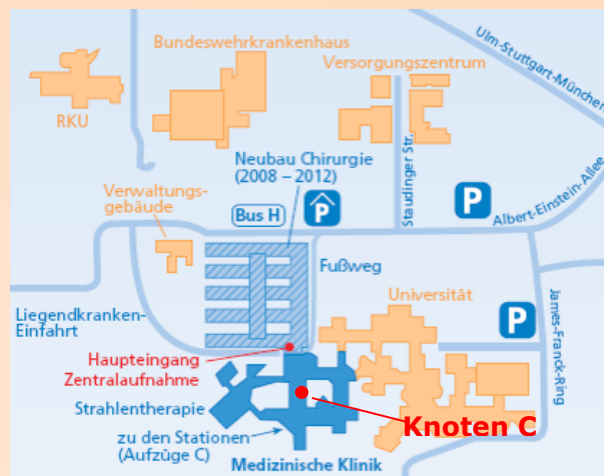 Ulm-Stuttgart-München
Bundeswehrkrankenhaus
Versorgungszentrum
RKU
Neubau Chirurgie
(2008 – 2012)
Staudinger Str.
Verwaltungs-
gebäude
Bus H
P
P
Albert-Einstein-Allee
Fußweg
Universität
Liegendkranken-
Einfahrt
P
James-Franck-Ring
Haupteingang
Zentralaufnahme
Strahlentherapie
Knoten C
zu den Stationen
(Aufzüge C)
Medizinische Klinik